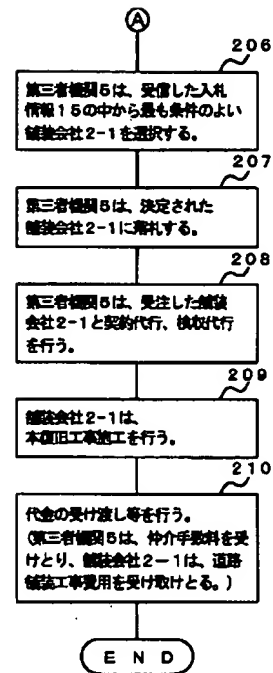 A
206
第三者機関5は、受信した入札
情報15の中から最も条件のよい
舗装会社2-1を選択する。
207
第三者機関5は、決定された
舗装会社2-1に落札する。
208
第三者機関5は、受注した舗装
会社2-1と契約代行、検収代行
を行う。
209
舗装会社2-1は、
本復旧工事施工を行う。
210
代金の受け渡し等を行う。
(第三者機関5は、仲介手数料を受
けとり、舗装会社2-1は、道路
舗装工事費用を受け取けとる。)
END